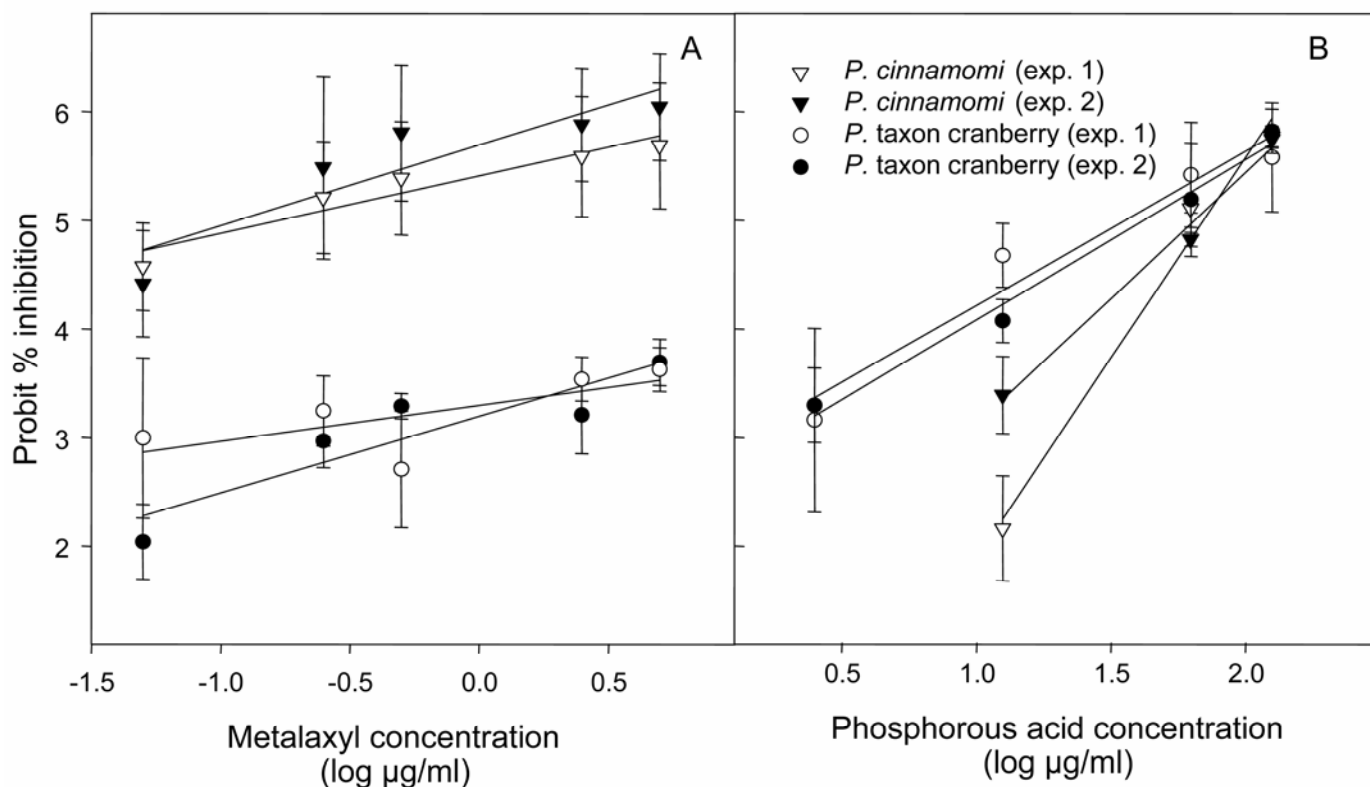 A
B
P. cinnamomi (exp. 1)
P. cinnamomi (exp. 2)
P. taxon cranberry (exp. 1)
P. taxon cranberry (exp. 2)
Probit % inhibition
6
5
4
3
2
-1.5 -1.0 -0.5 0.0 0.5
0.5 1.0 1.5 2.0
Metalaxyl concentration
(log µg/ml)
Phosphorous acid concentration
(log µg/ml)